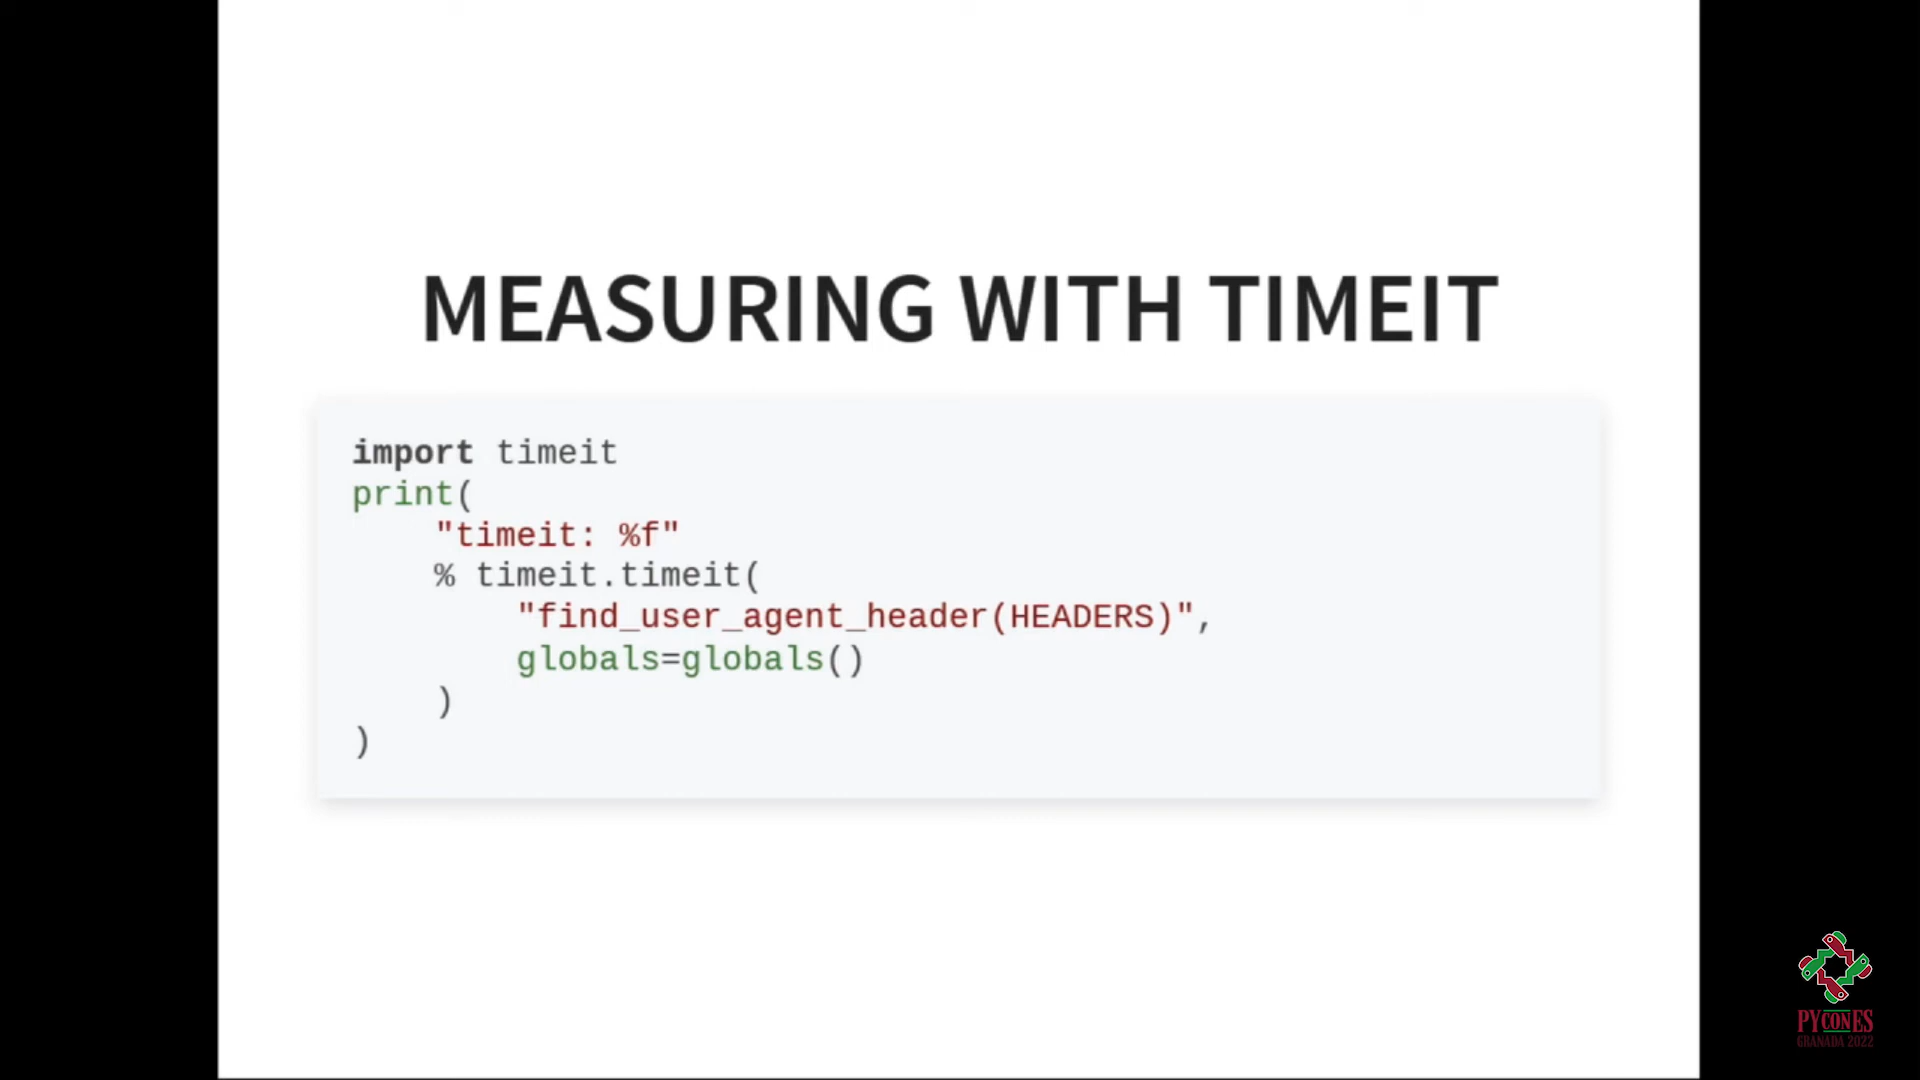 MEASURING WITH TIMEIT
import timeit
print(
    "timeit: %f"
    % timeit.timeit(
        "find_user_agent_header(HEADERS)",
        globals=globals()
    )
)
PYCONES
GRANADA 2022